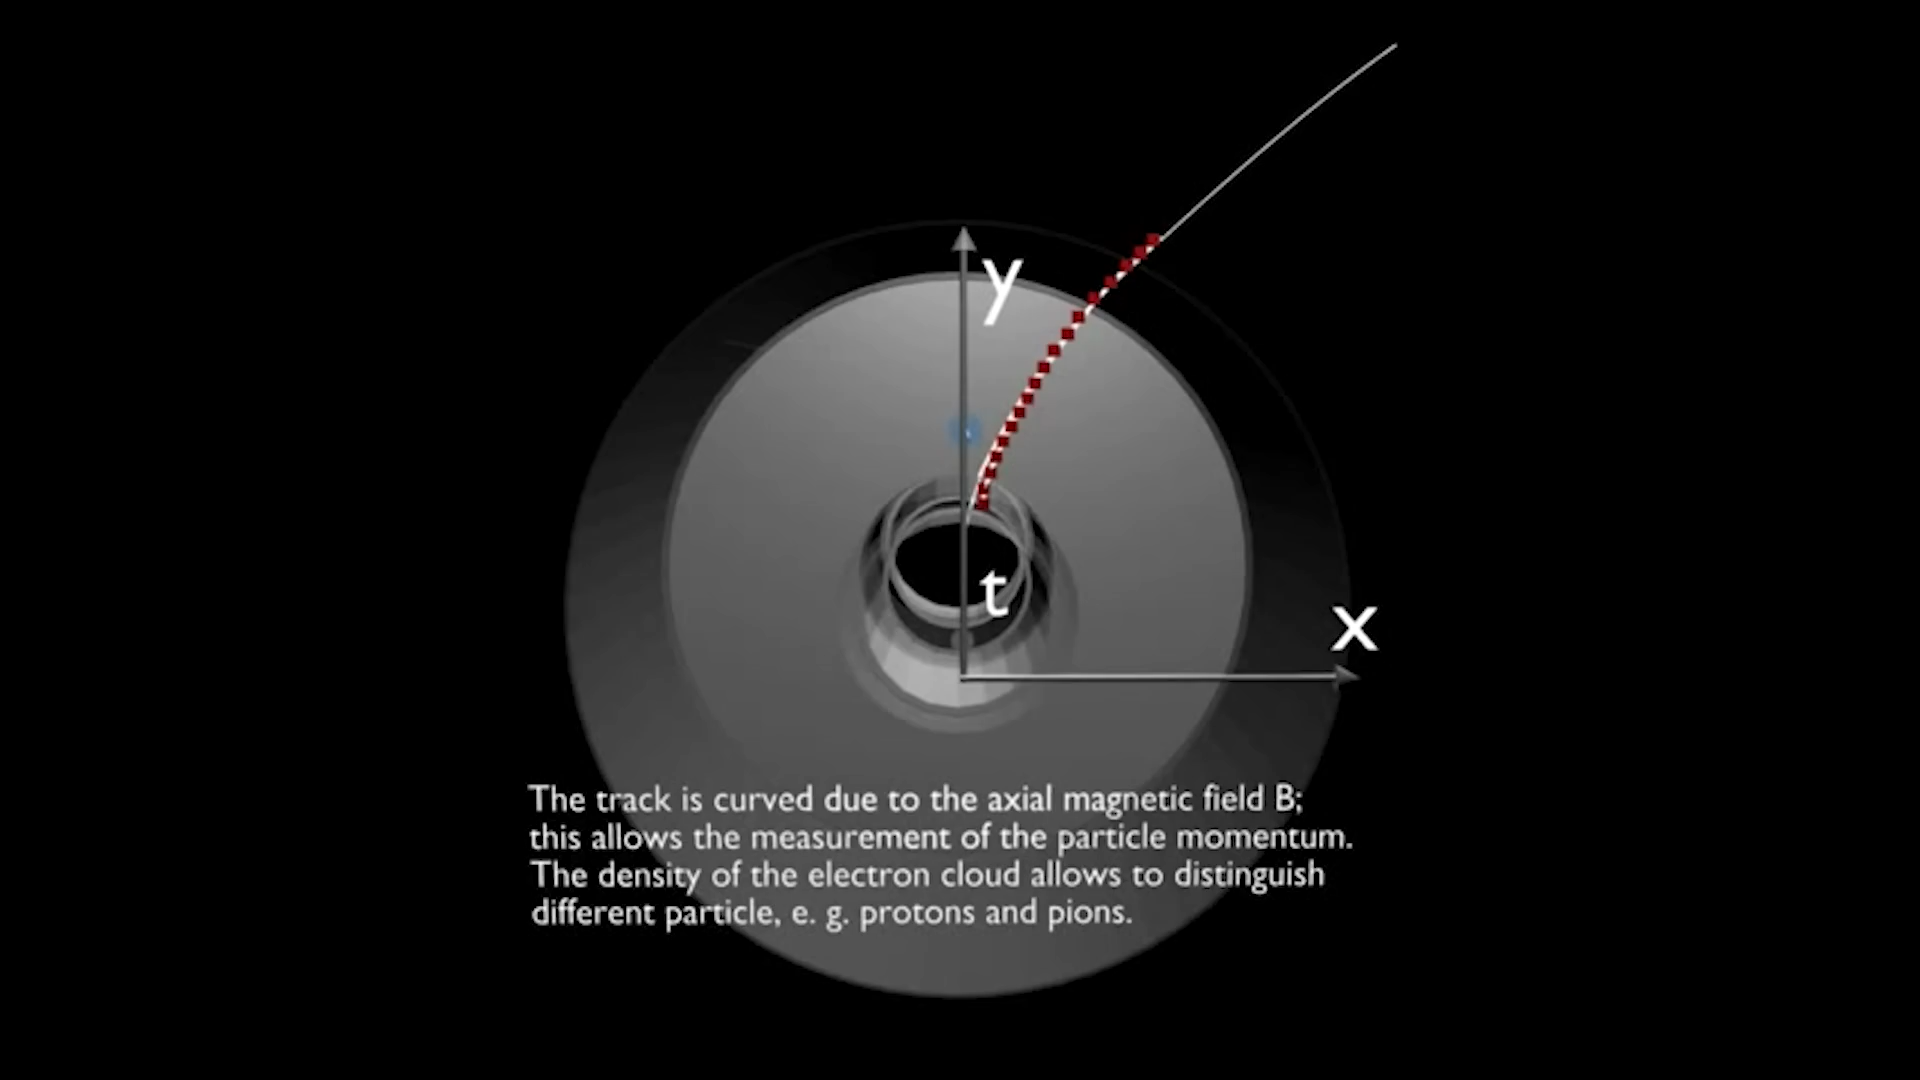 y
t
x
The track is curved due to the axial magnetic field B;
this allows the measurement of the particle momentum.
The density of the electron cloud allows to distinguish
different particle, e. g. protons and pions.